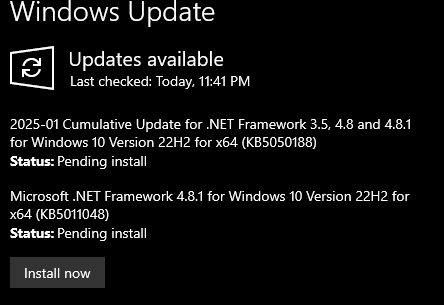 Windows Update
Updates available
Last checked: Today, 11:41 PM
2025-01 Cumulative Update for .NET Framework 3.5, 4.8 and 4.8.1
for Windows 10 Version 22H2 for x64 (KB5050188)
Status: Pending install
Microsoft .NET Framework 4.8.1 for Windows 10 Version 22H2 for
x64 (KB5011048)
Status: Pending install
Install now